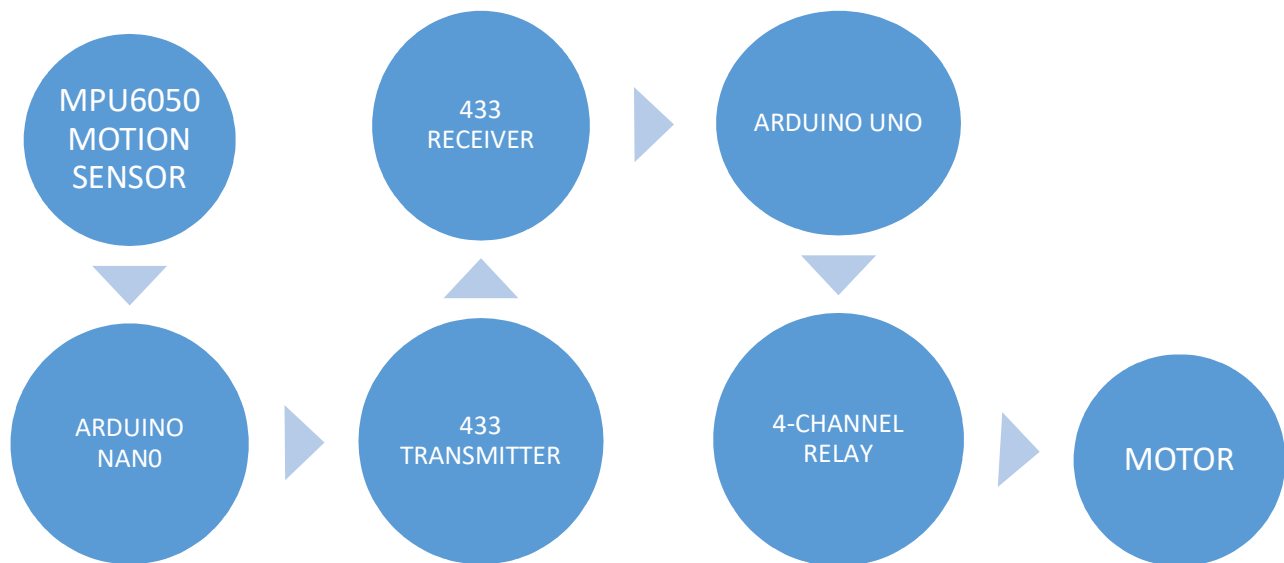 MPU6050
MOTION
SENSOR
ARDUINO
NAN0
433
TRANSMITTER
433
RECEIVER
ARDUINO UNO
4-CHANNEL
RELAY
MOTOR